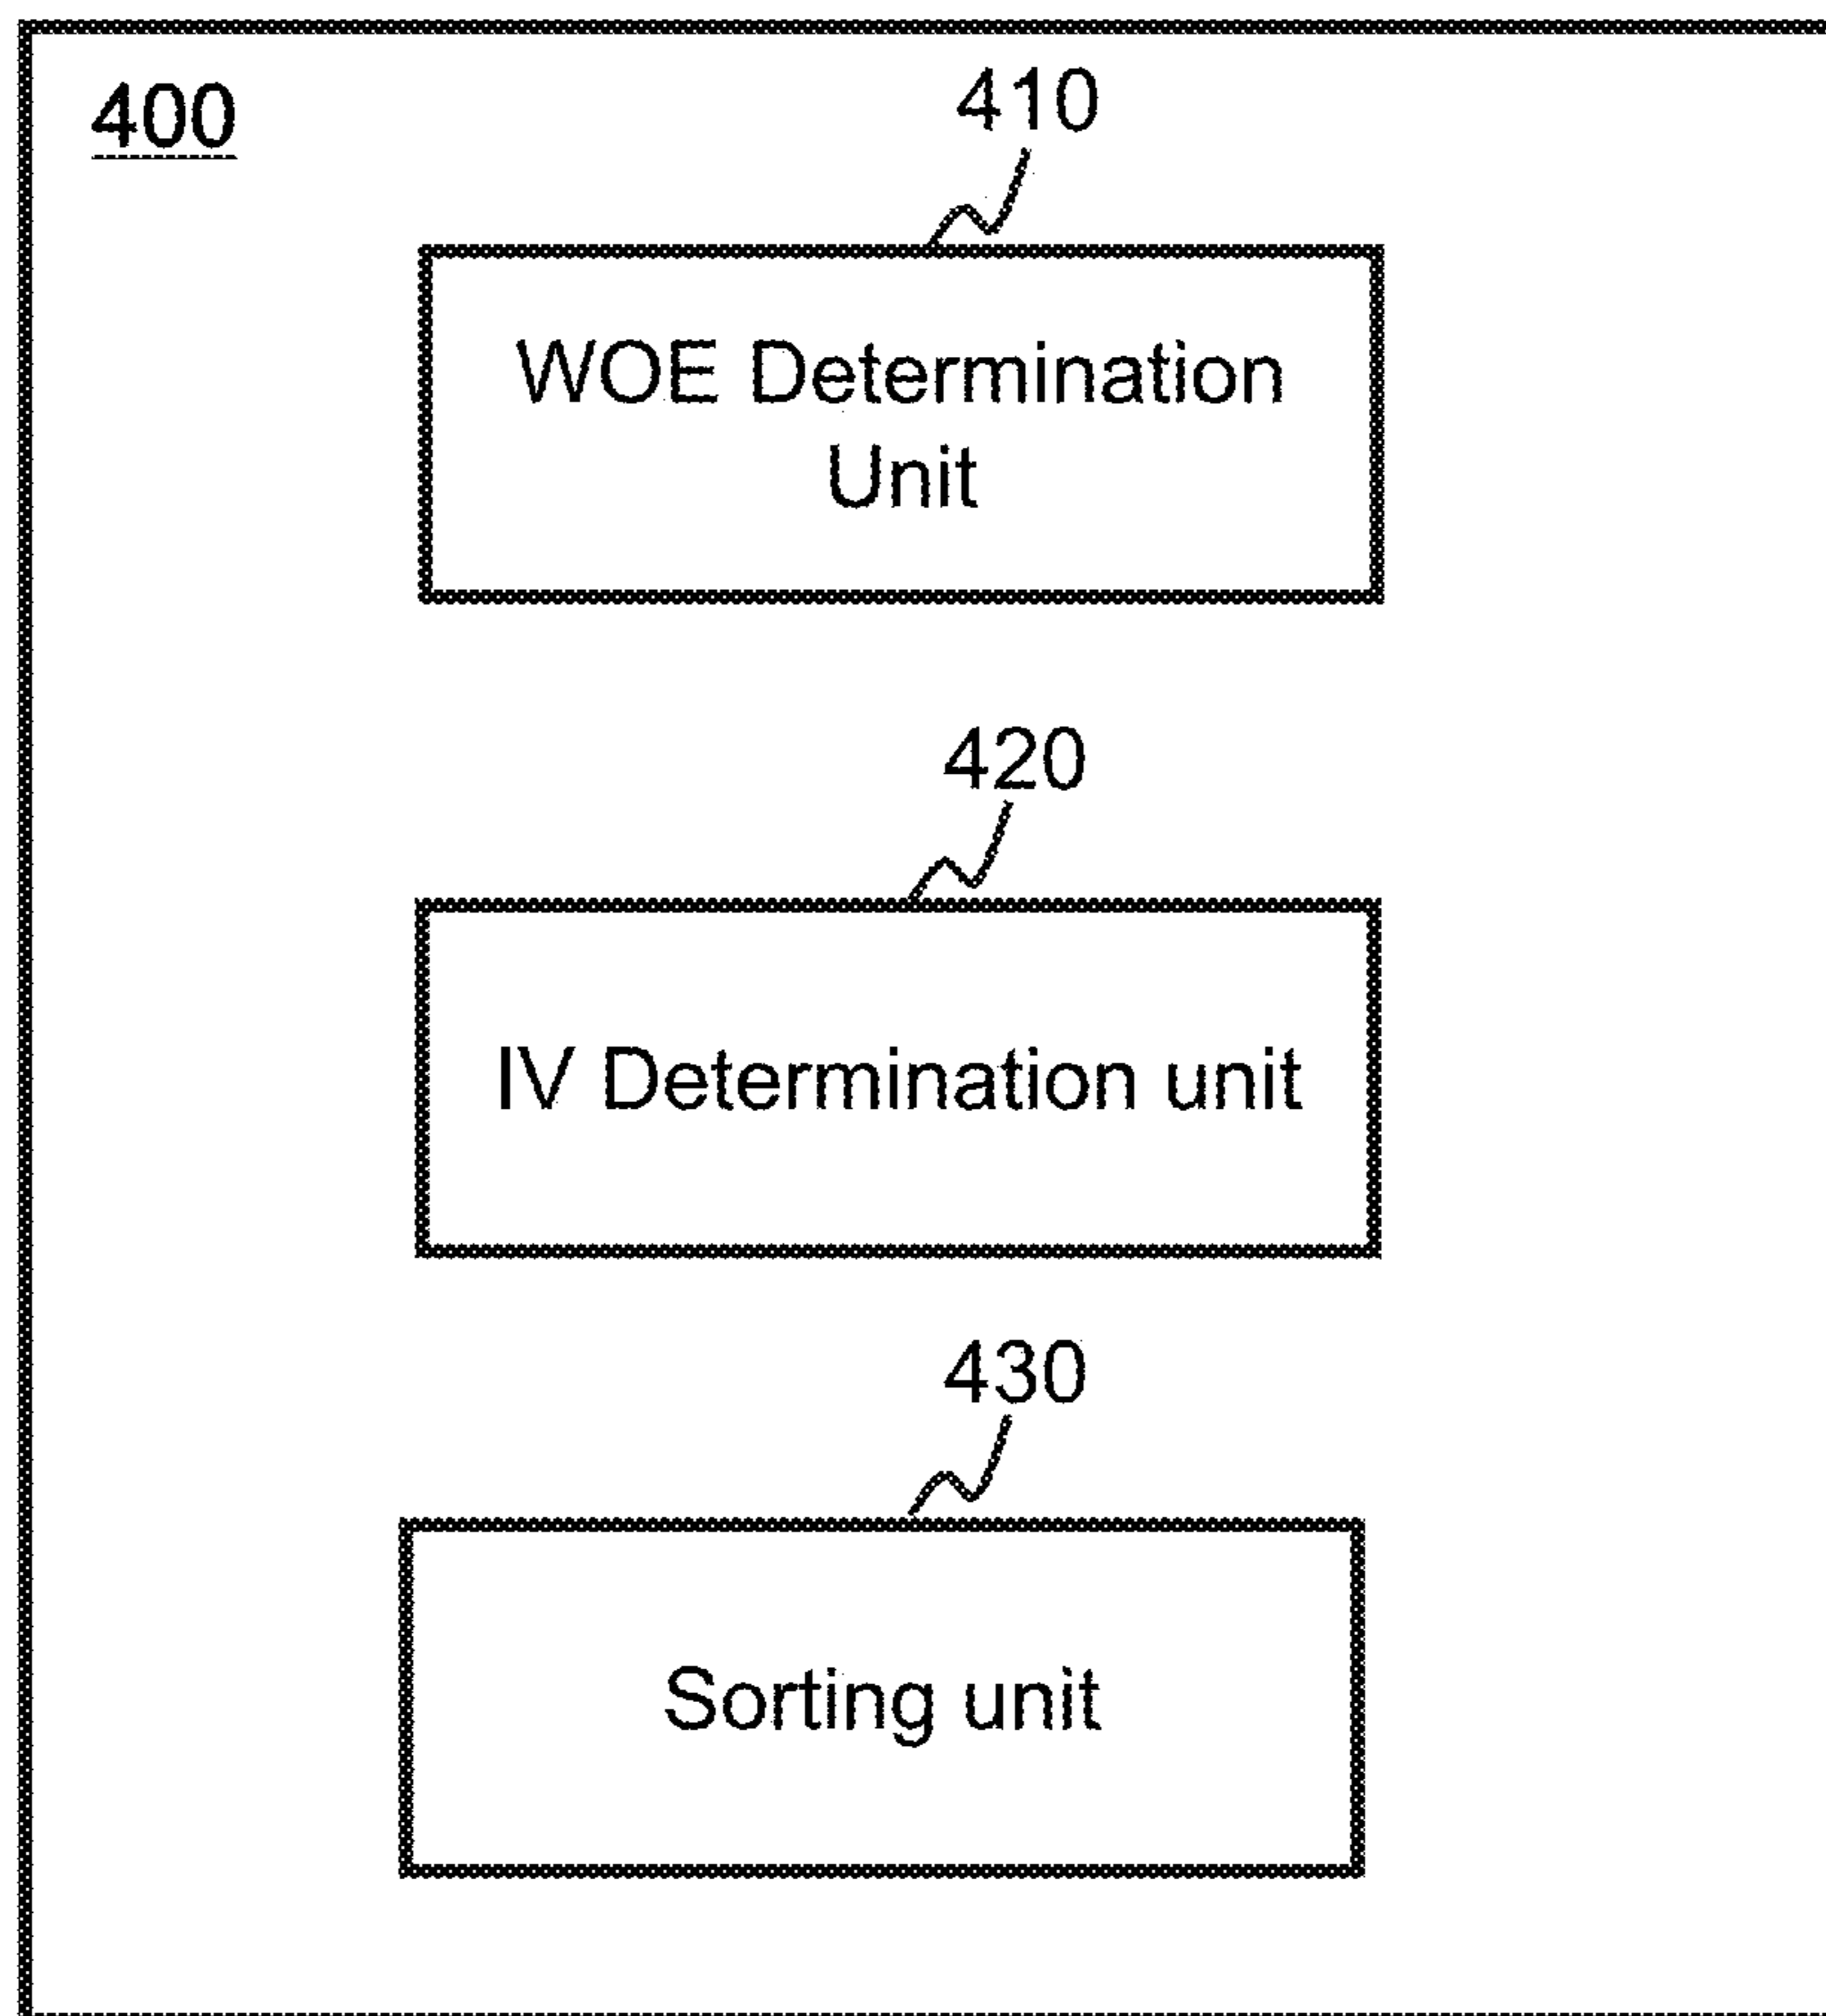 400
410
WOE Determination
Unit
420
IV Determination unit
430
Sorting unit